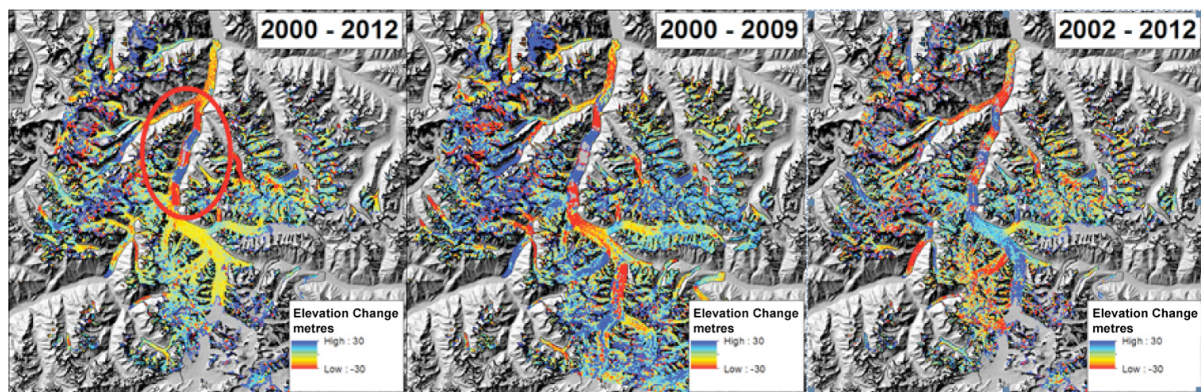 2000 - 2012
2000 - 2009
2002 - 2012
Elevation Change
metres
High : 30
Low : -30
Elevation Change
metres
High : 30
Low : -30
Elevation Change
metres
High : 30
Low : -30